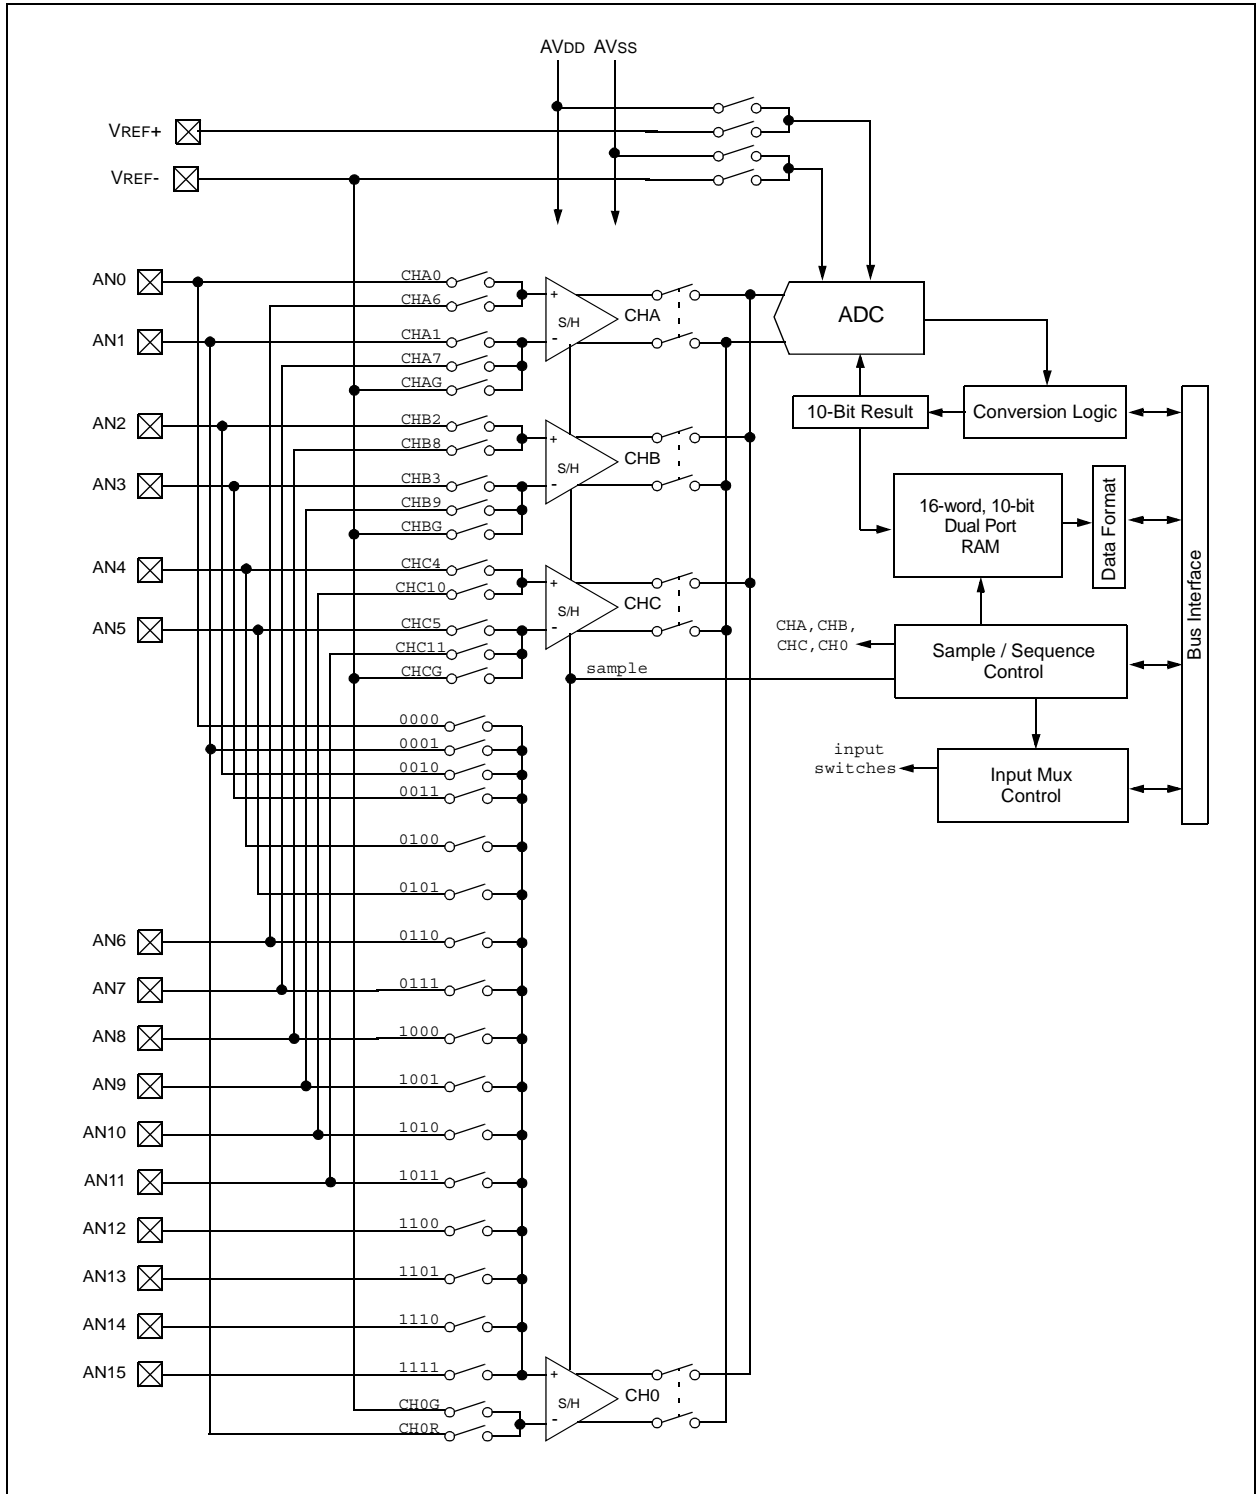 AVDD AVSS
VREF+
VREF-
AN0
CHA0
CHA6
+
S/H
-
CHA
ADC
AN1
CHA1
CHA7
CHAG
10-Bit Result
Conversion Logic
AN2
CHB2
CHB8
+
S/H
-
CHB
AN3
CHB3
CHB9
CHBG
16-word, 10-bit
Dual Port
RAM
Data Format
Bus Interface
AN4
CHC4
CHC10
+
S/H
-
CHC
AN5
CHC5
CHC11
CHCG
CHA,CHB,
CHC,CH0
Sample / Sequence
Control
sample
input
switches
Input Mux
Control
0000
0001
0010
0011
0100
0101
AN6
0110
AN7
0111
AN8
1000
AN9
1001
AN10
1010
AN11
1011
AN12
1100
AN13
1101
AN14
1110
AN15
1111
+
S/H
-
CH0
CH0G
CH0R